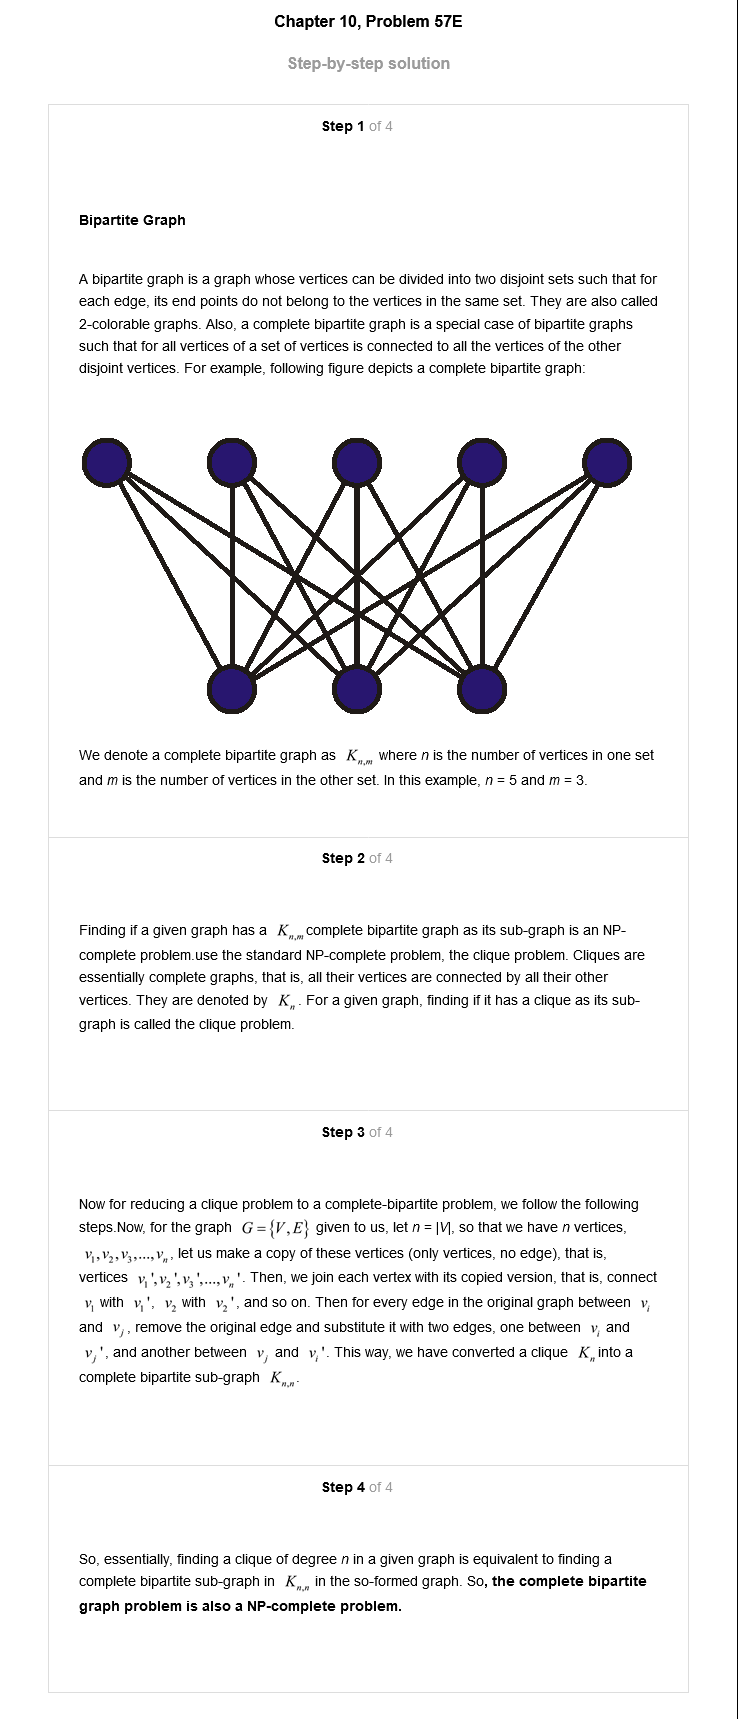 Chapter 10, Problem 57E
Step-by-step solution
Step 1 of 4
Bipartite Graph
A bipartite graph is a graph whose vertices can be divided into two disjoint sets such that for
each edge, its end points do not belong to the vertices in the same set. They are also called
2-colorable graphs. Also, a complete bipartite graph is a special case of bipartite graphs
such that for all vertices of a set of vertices is connected to all the vertices of the other
disjoint vertices. For example, following figure depicts a complete bipartite graph:
We denote a complete bipartite graph as K_{n,m} where n is the number of vertices in one set
and m is the number of vertices in the other set. In this example, n = 5 and m = 3.
Step 2 of 4
Finding if a given graph has a K_{n,m} complete bipartite graph as its sub-graph is an NP-
complete problem.use the standard NP-complete problem, the clique problem. Cliques are
essentially complete graphs, that is, all their vertices are connected by all their other
vertices. They are denoted by K_n. For a given graph, finding if it has a clique as its sub-
graph is called the clique problem.
Step 3 of 4
Now for reducing a clique problem to a complete-bipartite problem, we follow the following
steps.Now, for the graph G={V,E} given to us, let n = |V|, so that we have n vertices,
v_1,v_2,v_3,...,v_n, let us make a copy of these vertices (only vertices, no edge), that is,
vertices v_1',v_2',v_3',...,v_n'. Then, we join each vertex with its copied version, that is, connect
v_1 with v_1', v_2 with v_2', and so on. Then for every edge in the original graph between v_i
and v_j, remove the original edge and substitute it with two edges, one between v_i and
v_j', and another between v_j and v_i'. This way, we have converted a clique K_n into a
complete bipartite sub-graph K_{n,n}.
Step 4 of 4
So, essentially, finding a clique of degree n in a given graph is equivalent to finding a
complete bipartite sub-graph in K_{n,n} in the so-formed graph. So, the complete bipartite
graph problem is also a NP-complete problem.